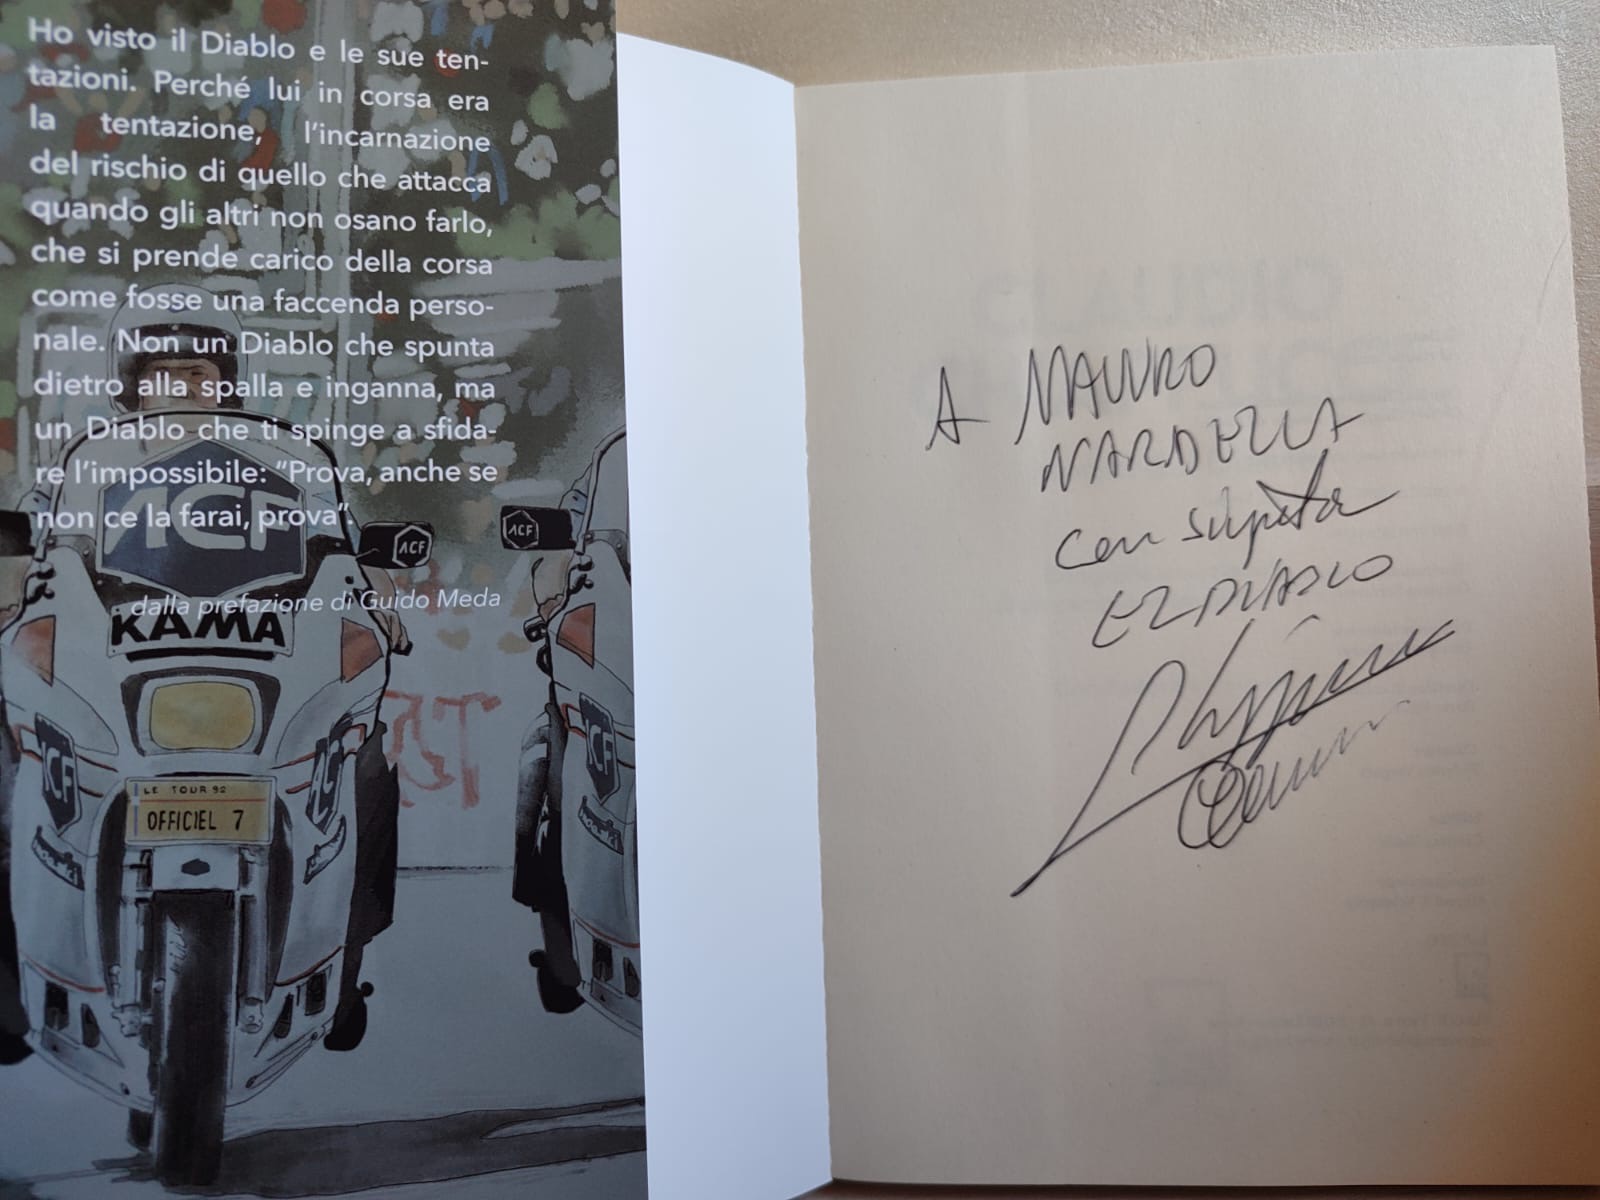 Ho visto il Diablo e le sue ten-
tazioni. Perché lui in corsa era
la tentazione, l'incarnazione
del rischio di quello che attacca
quando gli altri non osano farlo,
che si prende carico della corsa
come fosse una faccenda perso-
nale. Non un Diablo che spunta
dietro alla spalla e inganna, ma
un Diablo che ti spinge a sfida-
re l'impossibile: "Prova, anche se
non ce la farai, prova".
dalla prefazione di Guido Meda
ACF
ACF
ACF
KAMA
ACF
ACF
ACF
LE TOUR 92
OFFICIEL 7
A MAURO
NARDELLA
con simpatia
EL DIABLO